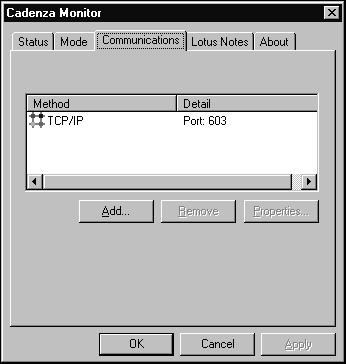 Cadenza Monitor
Status Mode Communications Lotus Notes About
Method Detail
TCP/IP Port: 603
Add... Remove Properties...
OK Cancel Apply